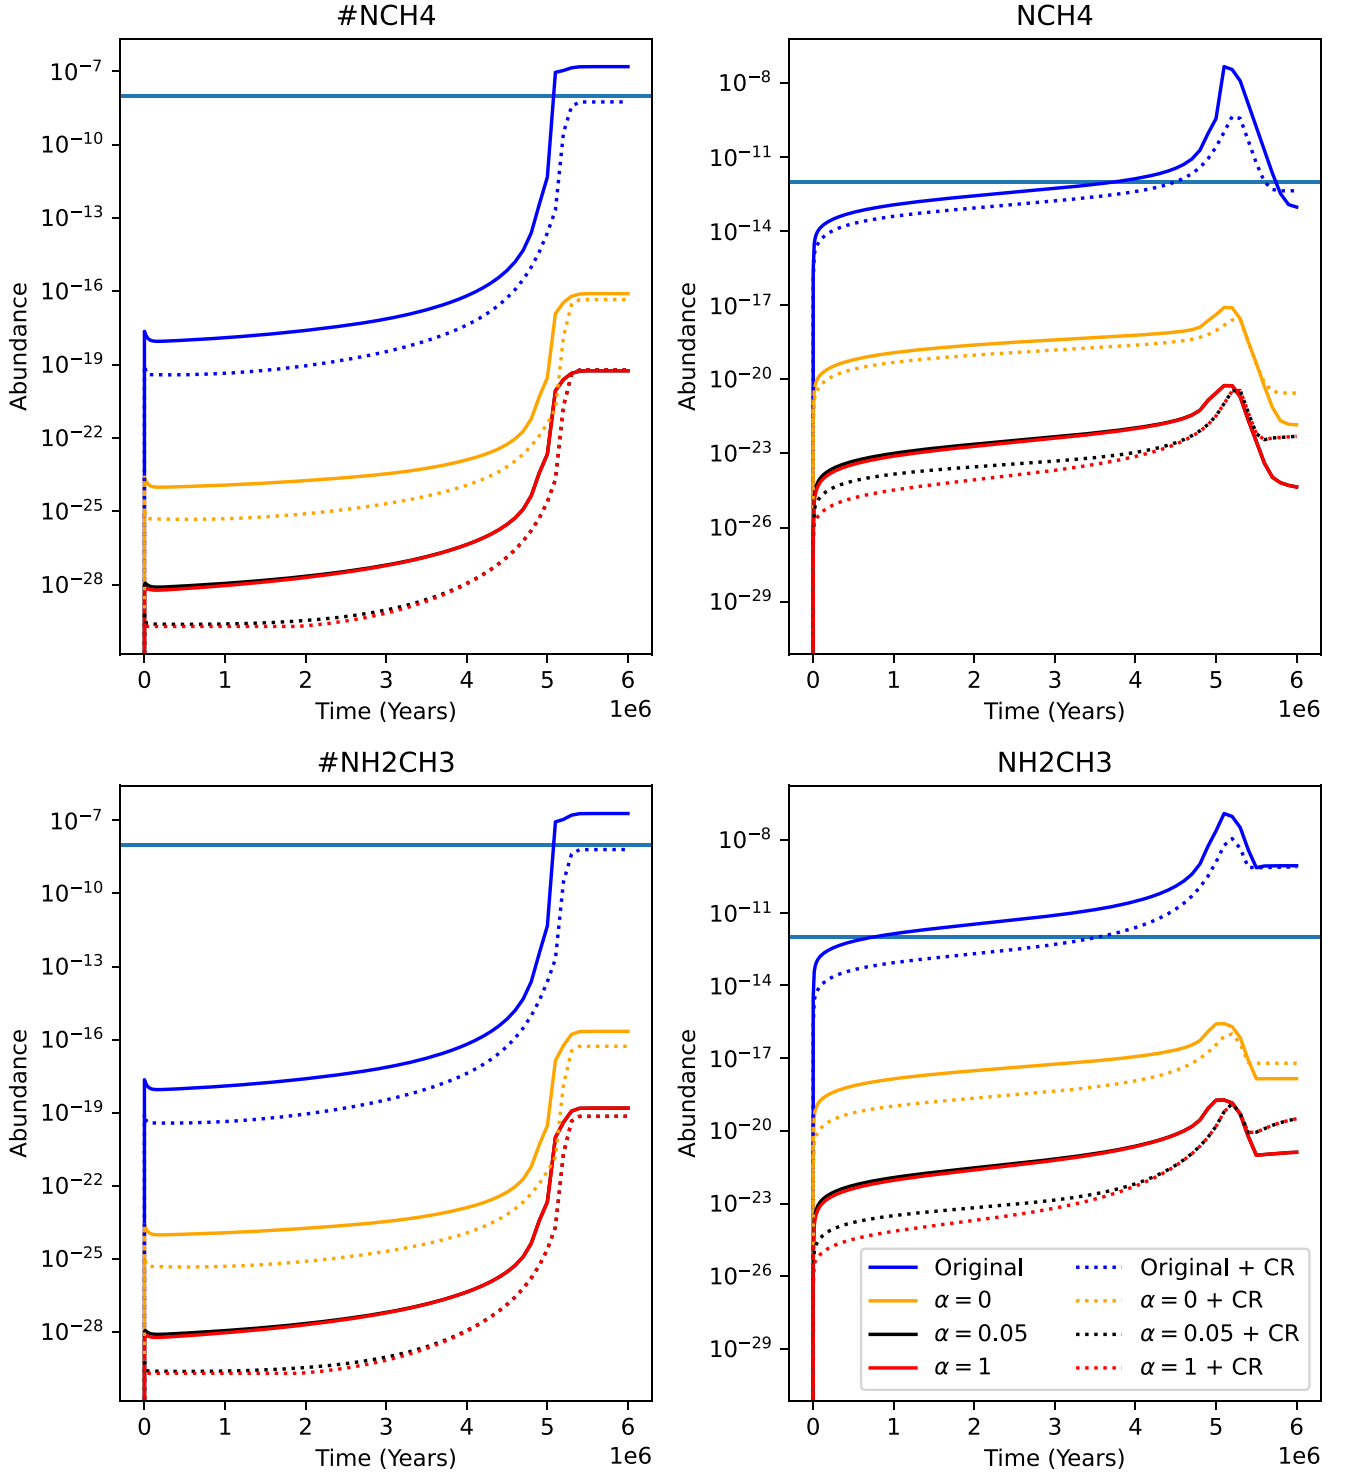 #NCH4
Abundance
10⁻⁷
10⁻¹⁰
10⁻¹³
10⁻¹⁶
10⁻¹⁹
10⁻²²
10⁻²⁵
10⁻²⁸
0 1 2 3 4 5 6
Time (Years)
1e6
NCH4
Abundance
10⁻⁸
10⁻¹¹
10⁻¹⁴
10⁻¹⁷
10⁻²⁰
10⁻²³
10⁻²⁶
10⁻²⁹
0 1 2 3 4 5 6
Time (Years)
1e6
#NH2CH3
Abundance
10⁻⁷
10⁻¹⁰
10⁻¹³
10⁻¹⁶
10⁻¹⁹
10⁻²²
10⁻²⁵
10⁻²⁸
0 1 2 3 4 5 6
Time (Years)
1e6
NH2CH3
Abundance
10⁻⁸
10⁻¹¹
10⁻¹⁴
10⁻¹⁷
10⁻²⁰
10⁻²³
10⁻²⁶
10⁻²⁹
0 1 2 3 4 5 6
Time (Years)
1e6
Original
α = 0
α = 0.05
α = 1
Original + CR
α = 0 + CR
α = 0.05 + CR
α = 1 + CR